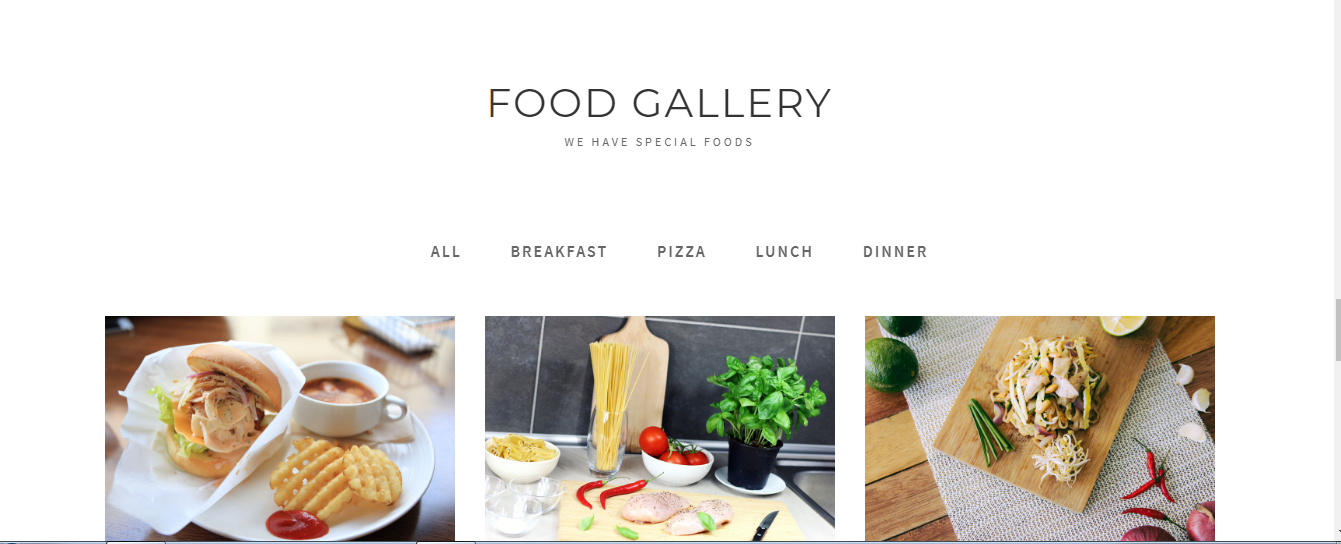 FOOD GALLERY
WE HAVE SPECIAL FOODS
ALL BREAKFAST PIZZA LUNCH DINNER